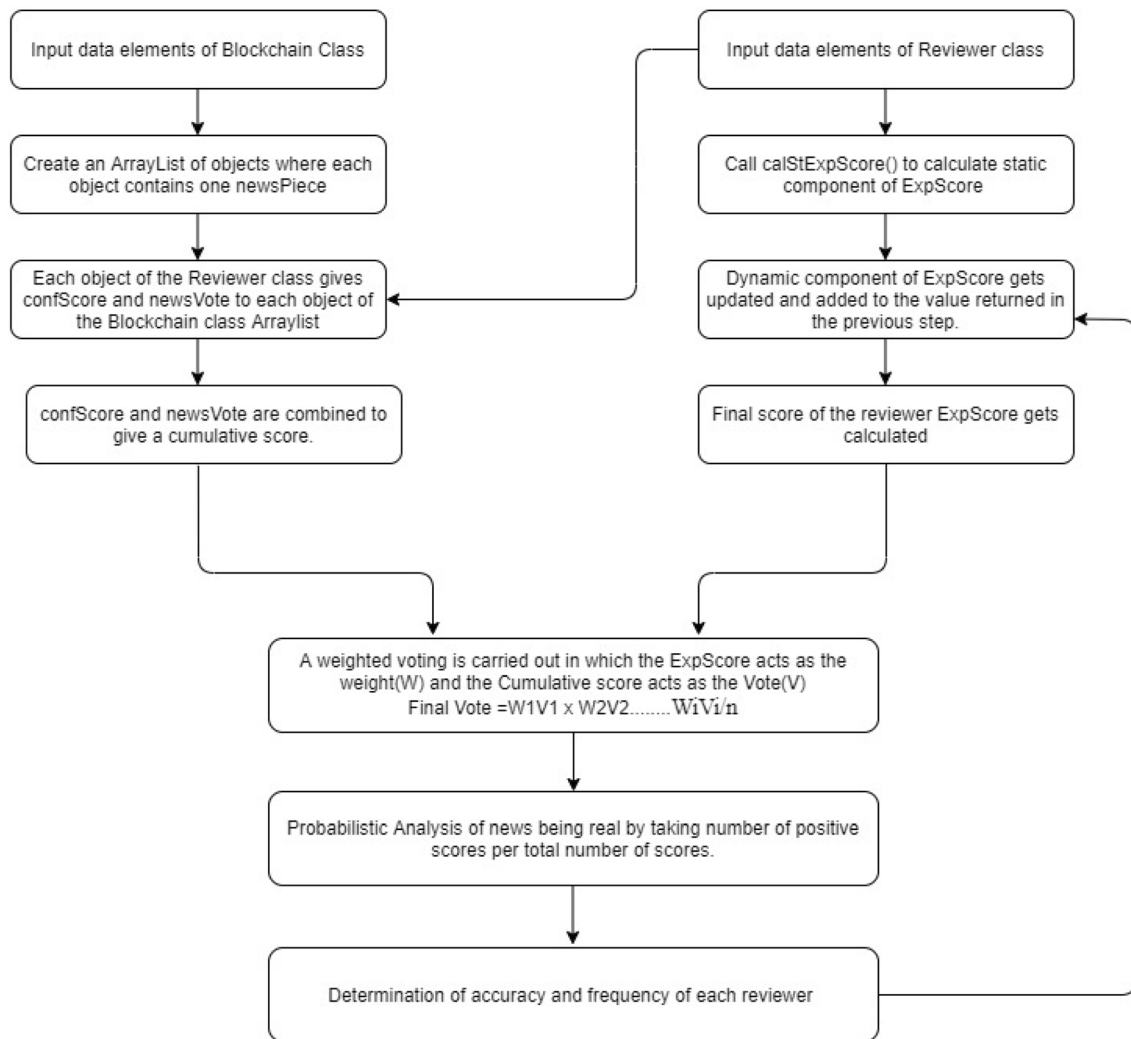 Input data elements of Blockchain Class
Input data elements of Reviewer class
Create an ArrayList of objects where each
object contains one newsPiece
Call calStExpScore() to calculate static
component of ExpScore
Each object of the Reviewer class gives
confScore and newsVote to each object of
the Blockchain class Arraylist
Dynamic component of ExpScore gets
updated and added to the value returned in
the previous step.
confScore and newsVote are combined to
give a cumulative score.
Final score of the reviewer ExpScore gets
calculated
A weighted voting is carried out in which the ExpScore acts as the
weight(W) and the Cumulative score acts as the Vote(V)
Final Vote =W1V1 x W2V2........WiVi/n
Probabilistic Analysis of news being real by taking number of positive
scores per total number of scores.
Determination of accuracy and frequency of each reviewer